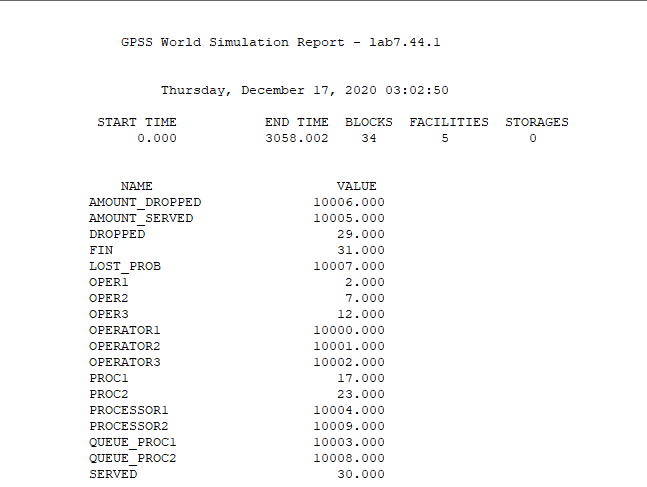 GPSS World Simulation Report - lab7.44.1
Thursday, December 17, 2020 03:02:50
START TIME END TIME BLOCKS FACILITIES STORAGES
0.000 3058.002 34 5 0
NAME VALUE
AMOUNT_DROPPED 10006.000
AMOUNT_SERVED 10005.000
DROPPED 29.000
FIN 31.000
LOST_PROB 10007.000
OPER1 2.000
OPER2 7.000
OPER3 12.000
OPERATOR1 10000.000
OPERATOR2 10001.000
OPERATOR3 10002.000
PROC1 17.000
PROC2 23.000
PROCESSOR1 10004.000
PROCESSOR2 10009.000
QUEUE_PROC1 10003.000
QUEUE_PROC2 10008.000
SERVED 30.000